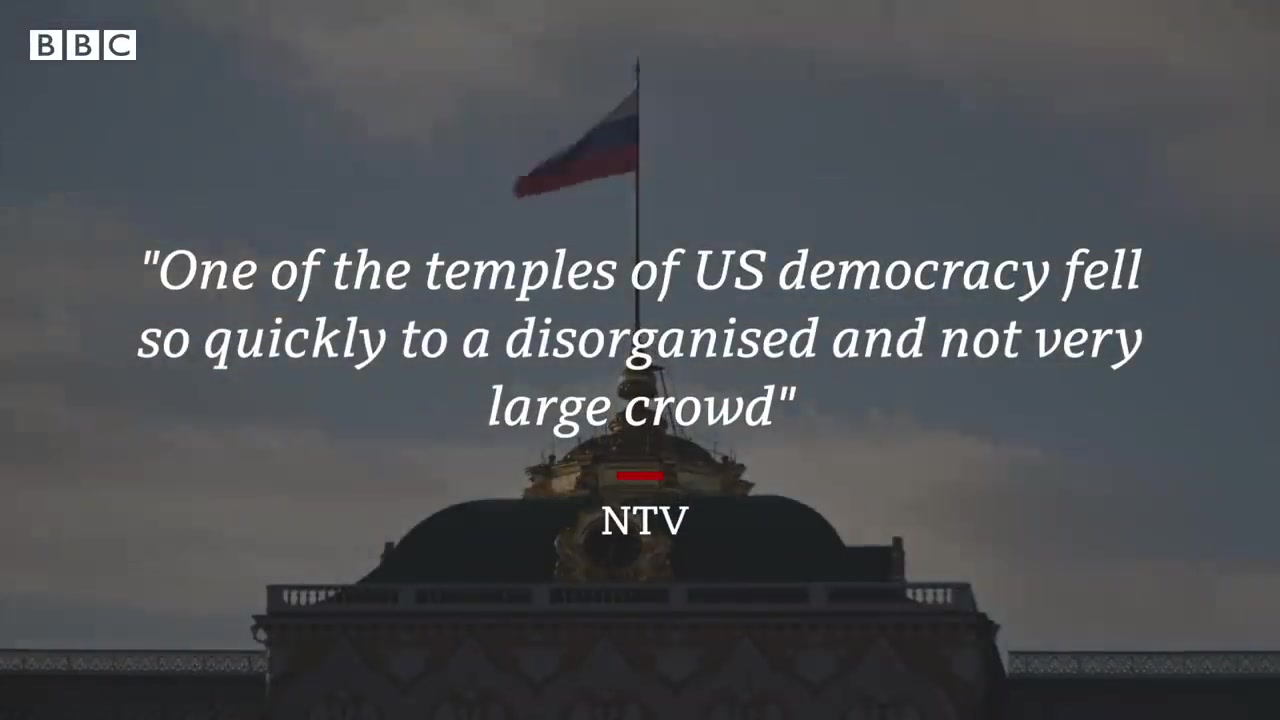 BBC
"One of the temples of US democracy fell
so quickly to a disorganised and not very
large crowd"
NTV